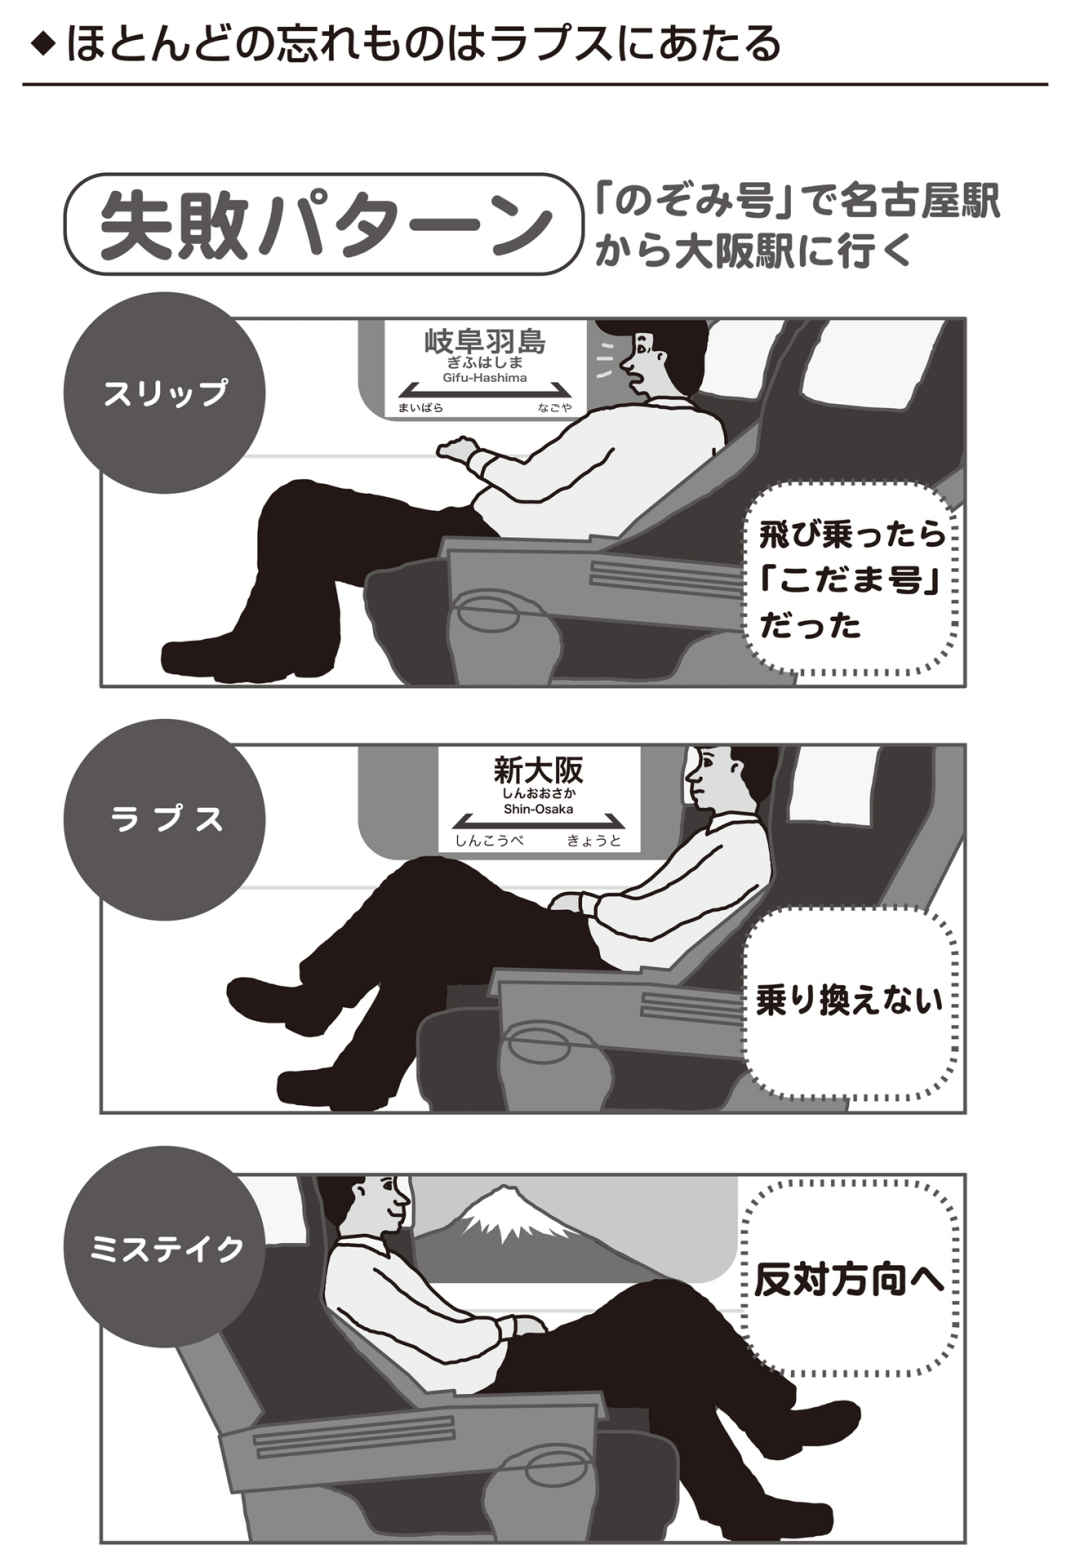 ◆ほとんどの忘れものはラプスにあたる
失敗パターン
「のぞみ号」で名古屋駅
から大阪駅に行く
スリップ
岐阜羽島
ぎふはしま
Gifu-Hashima
まいばら なごや
飛び乗ったら
「こだま号」
だった
ラプス
新大阪
しんおおさか
Shin-Osaka
しんこうべ きょうと
乗り換えない
ミステイク
反対方向へ